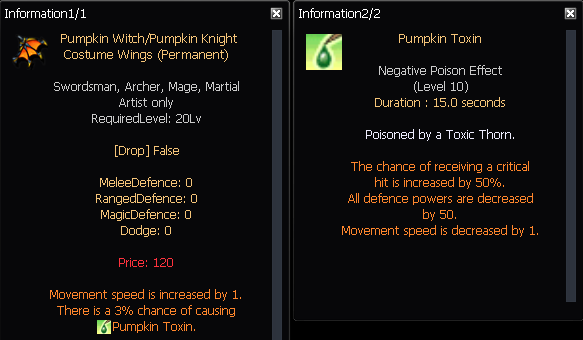 Information1/1
Pumpkin Witch/Pumpkin Knight
Costume Wings (Permanent)
Swordsman, Archer, Mage, Martial
Artist only
RequiredLevel: 20Lv
[Drop] False
MeleeDefence: 0
RangedDefence: 0
MagicDefence: 0
Dodge: 0
Price: 120
Movement speed is increased by 1.
There is a 3% chance of causing
Pumpkin Toxin.
Information2/2
Pumpkin Toxin
Negative Poison Effect
(Level 10)
Duration : 15.0 seconds
Poisoned by a Toxic Thorn.
The chance of receiving a critical
hit is increased by 50%.
All defence powers are decreased
by 50.
Movement speed is decreased by 1.